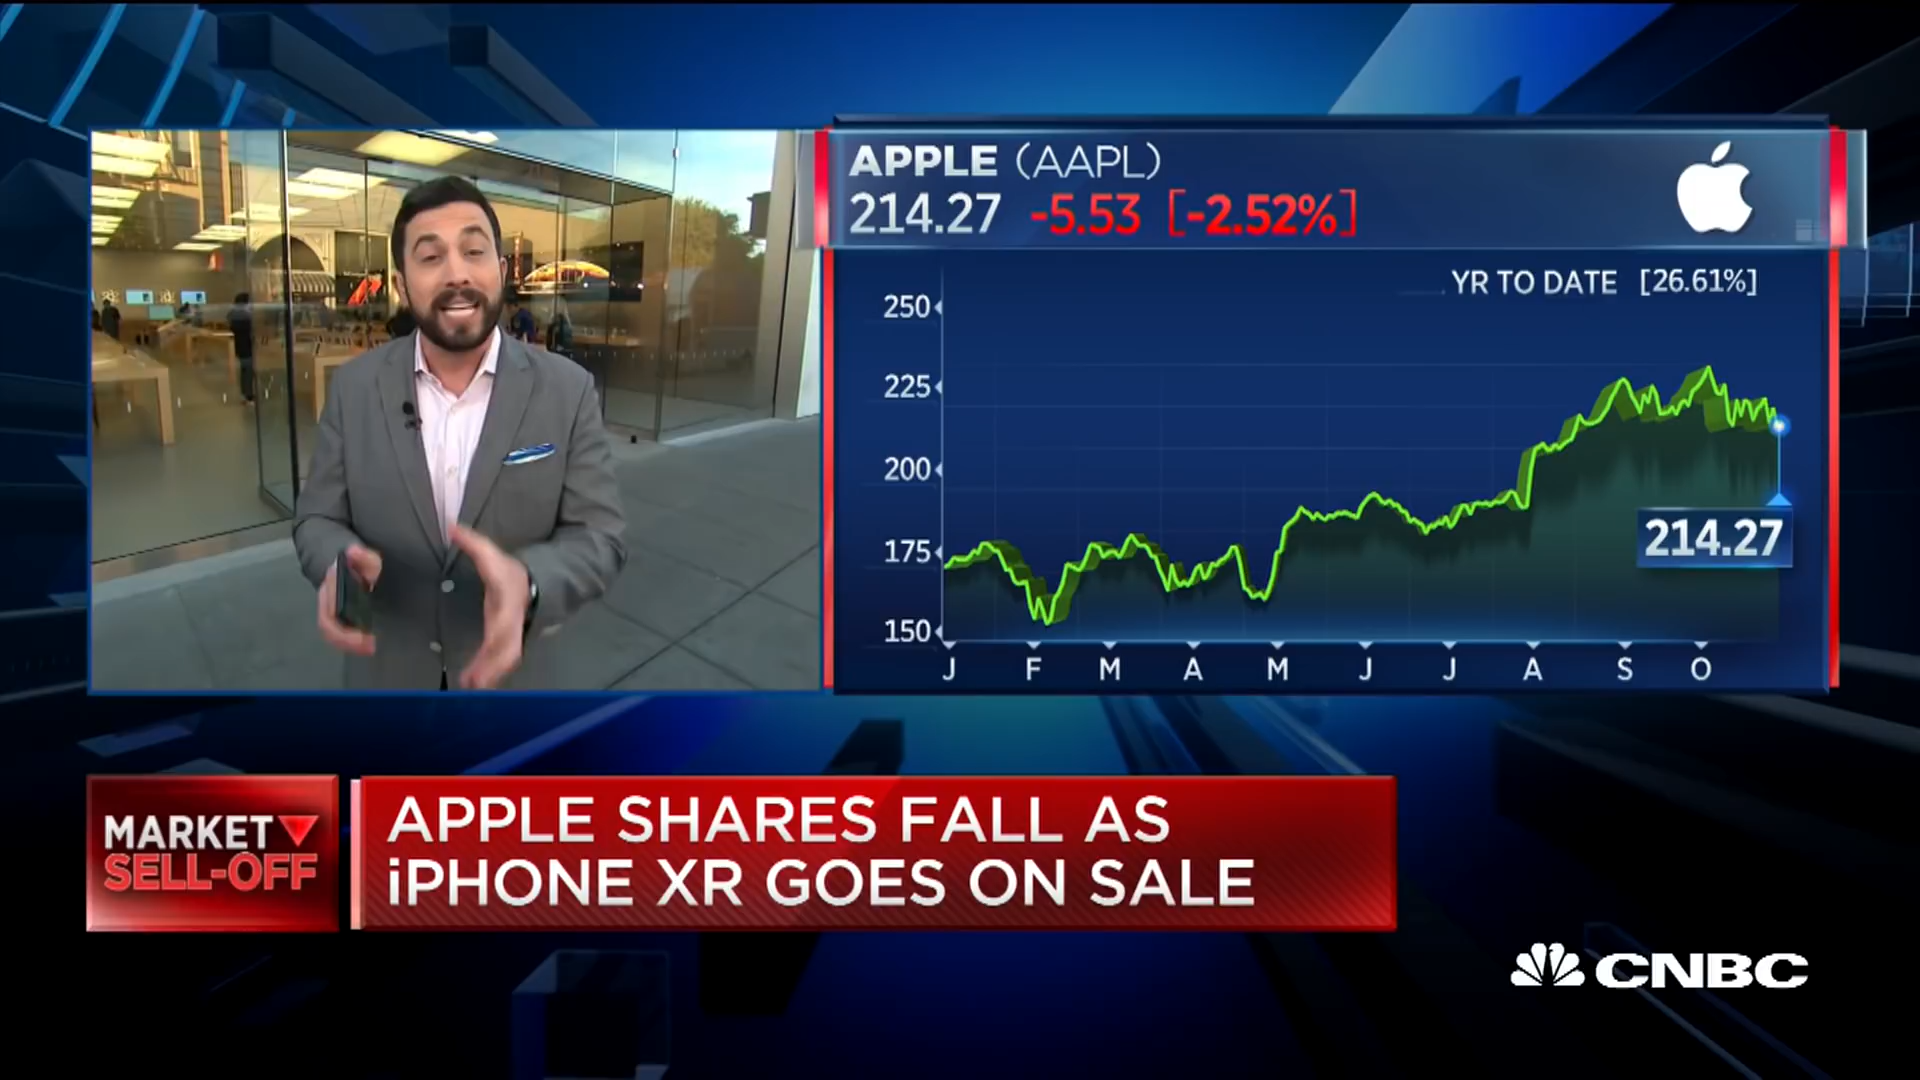 APPLE (AAPL)
214.27 -5.53 [-2.52%]
YR TO DATE [26.61%]
250
225
200
175
150
214.27
J F M A M J J A S O
MARKET
SELL-OFF
APPLE SHARES FALL AS
iPHONE XR GOES ON SALE
CNBC